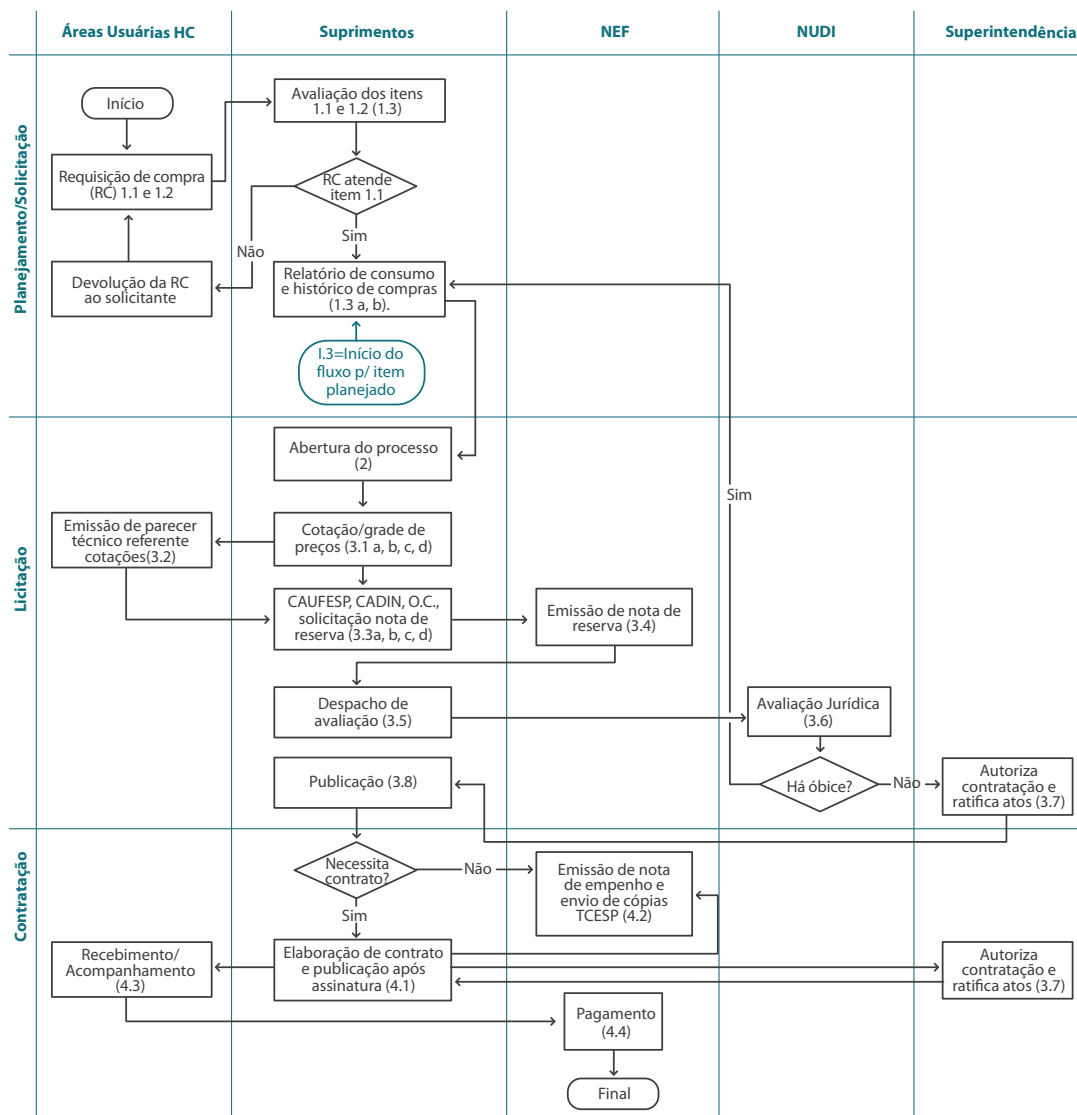 Áreas Usuárias HC
Suprimentos
NEF
NUDI
Superintendência
Planejamento/Solicitação
Início
Avaliação dos itens
1.1 e 1.2 (1.3)
Requisição de compra
(RC) 1.1 e 1.2
RC atende
item 1.1
Sim
Não
Devolução da RC
ao solicitante
Relatório de consumo
e histórico de compras
(1.3 a, b).
I.3=Início do
fluxo p/ item
planejado
Licitação
Abertura do processo
(2)
Sim
Emissão de parecer
técnico referente
cotações(3.2)
Cotação/grade de
preços (3.1 a, b, c, d)
CAUFESP, CADIN, O.C.,
solicitação nota de
reserva (3.3a, b, c, d)
Emissão de nota de
reserva (3.4)
Despacho de
avaliação (3.5)
Avaliação Jurídica
(3.6)
Publicação (3.8)
Há óbice?
Não
Autoriza
contratação e
ratifica atos (3.7)
Contratação
Necessita
contrato?
Não
Sim
Emissão de nota
de empenho e
envio de cópias
TCESP (4.2)
Recebimento/
Acompanhamento
(4.3)
Elaboração de contrato
e publicação após
assinatura (4.1)
Autoriza
contratação e
ratifica atos (3.7)
Pagamento
(4.4)
Final